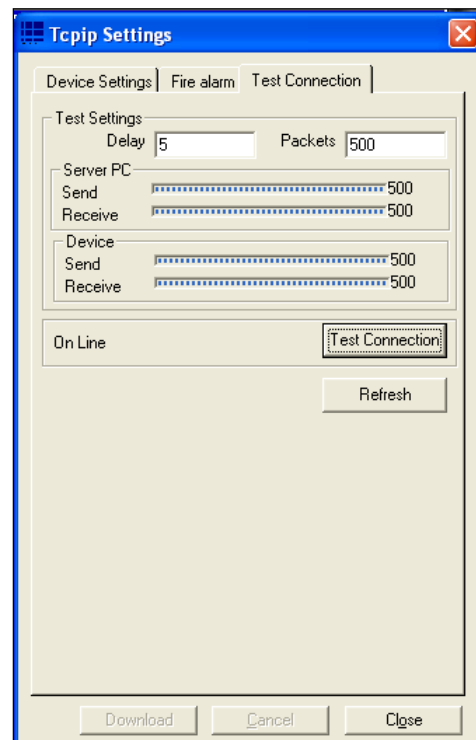 Tcpip Settings
Device Settings Fire alarm Test Connection
Test Settings
Delay 5 Packets 500
Server PC
Send 500
Receive 500
Device
Send 500
Receive 500
On Line Test Connection
Refresh
Download Cancel Close